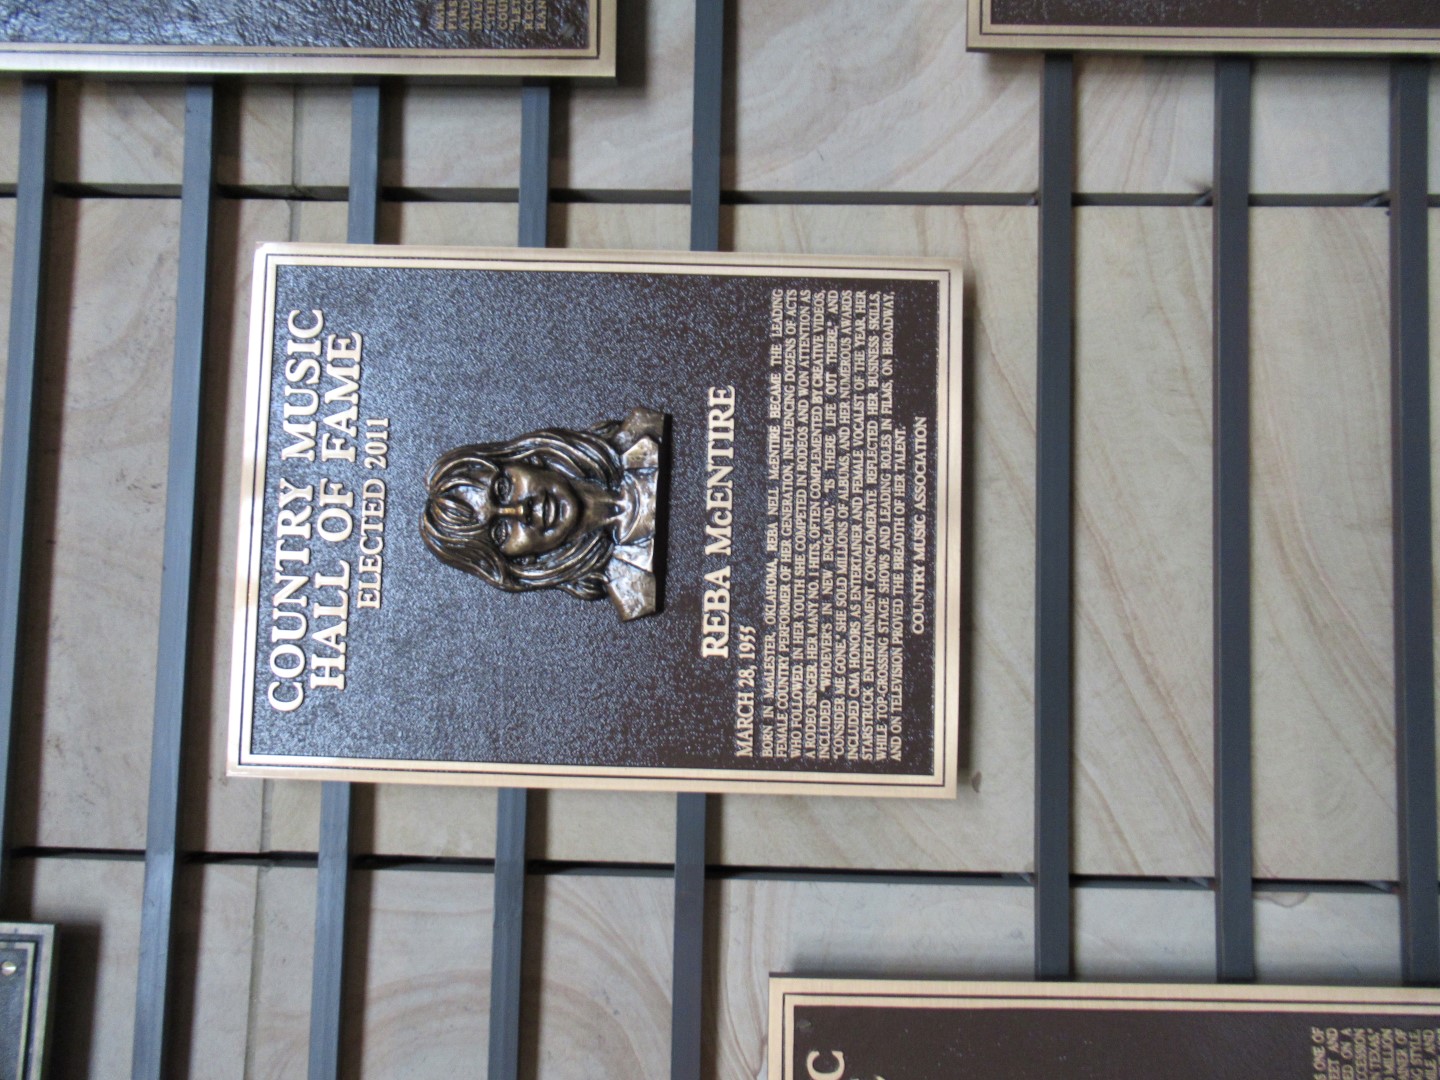 COUNTRY MUSIC
HALL OF FAME
ELECTED 2011
REBA McENTIRE
MARCH 28, 1955
BORN IN McALESTER, OKLAHOMA, REBA NELL McENTIRE BECAME THE LEADING
FEMALE COUNTRY PERFORMER OF HER GENERATION, INFLUENCING DOZENS OF ACTS
WHO FOLLOWED. IN HER YOUTH SHE COMPETED IN RODEOS AND WON ATTENTION AS
A RODEO SINGER. HER MANY NO. 1 HITS, OFTEN COMPLEMENTED BY CREATIVE VIDEOS,
INCLUDED, "WHOEVER'S IN NEW ENGLAND," "IS THERE LIFE OUT THERE," AND
"CONSIDER ME GONE." SHE SOLD MILLIONS OF ALBUMS, AND HER NUMEROUS AWARDS
INCLUDED CMA HONORS AS ENTERTAINER AND FEMALE VOCALIST OF THE YEAR. HER
STARSTRUCK ENTERTAINMENT CONGLOMERATE REFLECTED HER BUSINESS SKILLS,
WHILE TOP-GROSSING STAGE SHOWS AND LEADING ROLES IN FILMS, ON BROADWAY,
AND ON TELEVISION PROVED THE BREADTH OF HER TALENT.
COUNTRY MUSIC ASSOCIATION